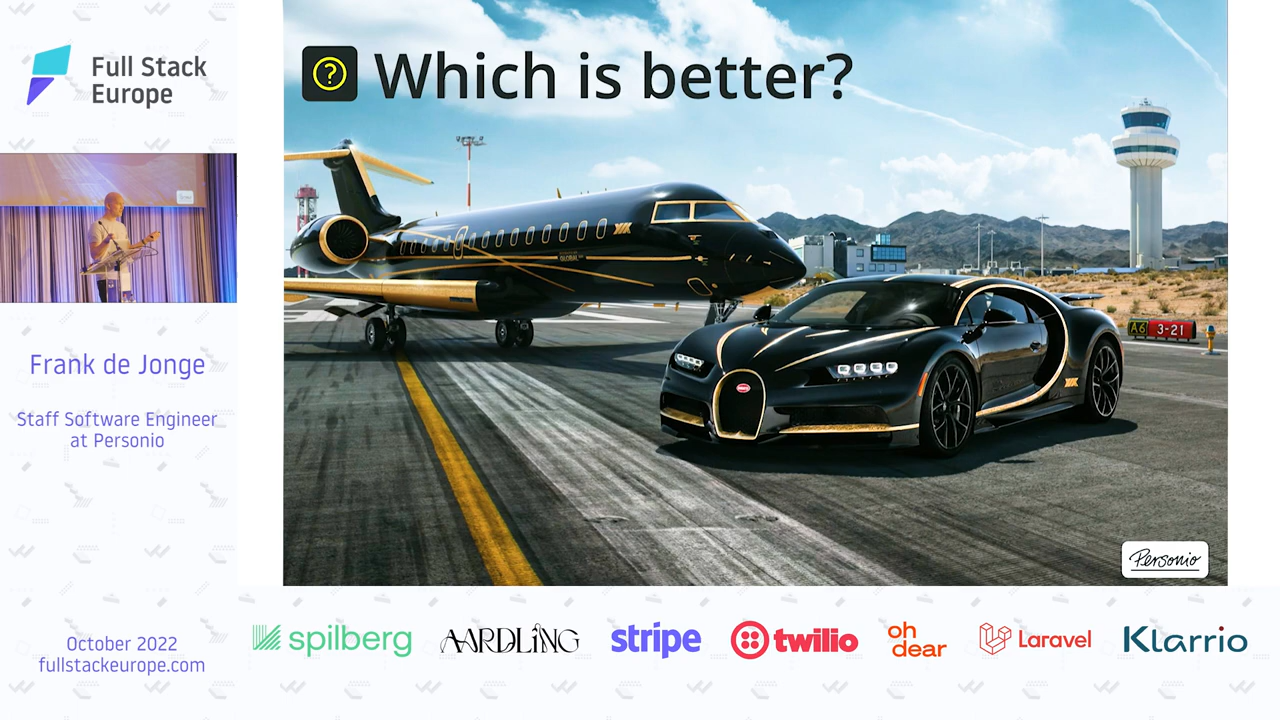 Full Stack
Europe
Which is better?
GLOBAL
A6 3-21
Frank de Jonge
Staff Software Engineer
at Personio
Personio
October 2022
fullstackeurope.com
spilberg
AARDLING
stripe
twilio
oh
dear
Laravel
Klarrio